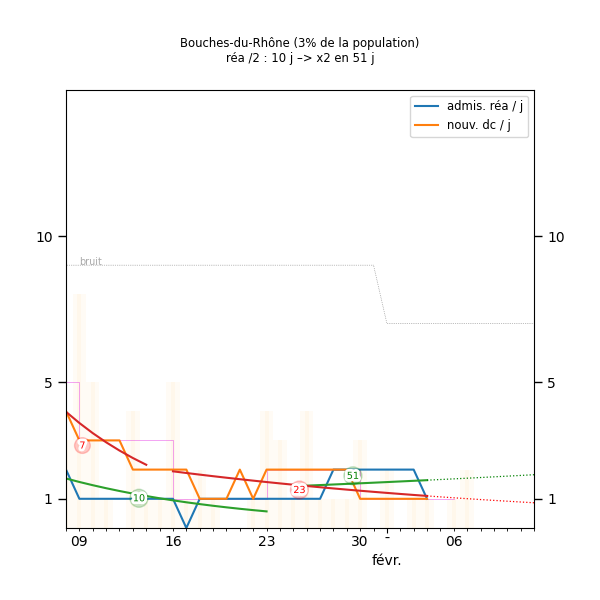 Bouches-du-Rhône (3% de la population)
réa /2 : 10 j –> x2 en 51 j
admis. réa / j
nouv. dc / j
10
10
bruit
5
5
7
51
23
10
1
1
09
16
23
30
-
06
févr.